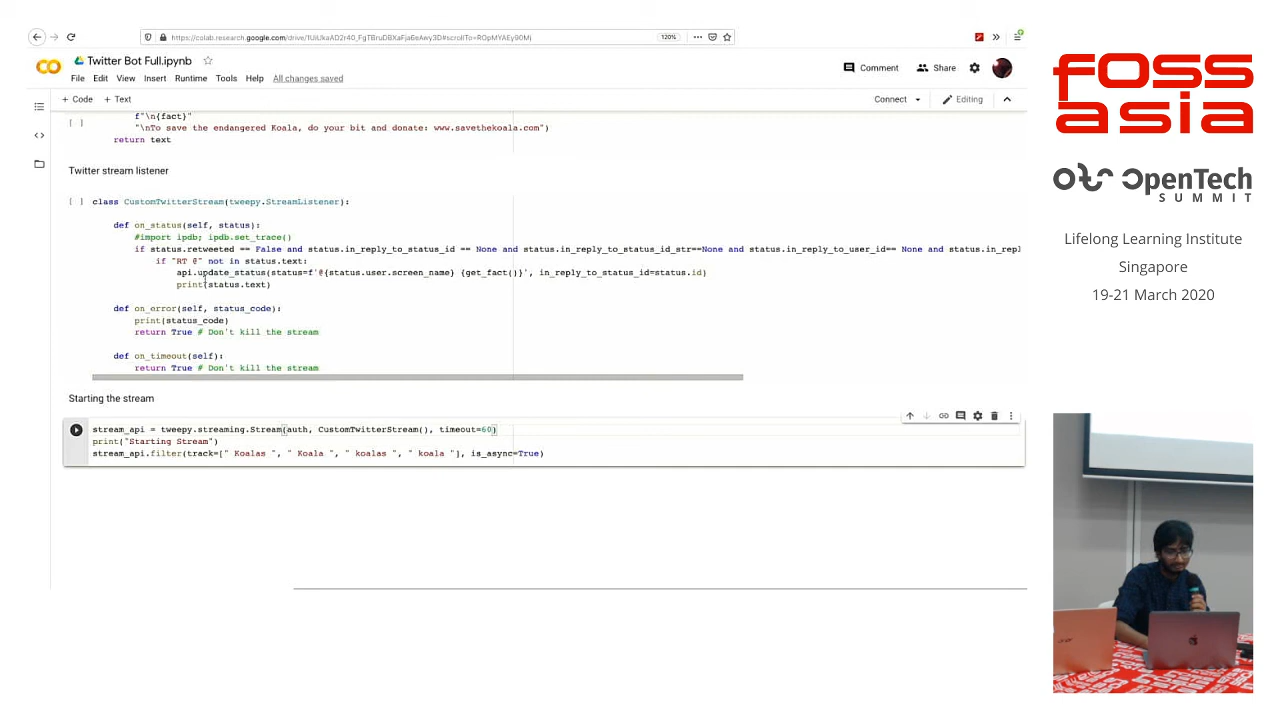 https://colab.research.google.com/drive/
120%
Twitter Bot Full.ipynb
File Edit View Insert Runtime Tools Help All changes saved
Comment Share
+ Code + Text
Connect Editing
f"\n{fact}"
[ ] "\nTo save the endangered Koala, do your bit and donate: www.savethekoala.com")
return text
Twitter stream listener
[ ] class CustomTwitterStream(tweepy.StreamListener):
def on_status(self, status):
#import ipdb; ipdb.set_trace()
if status.retweeted == False and status.in_reply_to_status_id == None and status.in_reply_to_status_id_str==None and status.in_reply_to_user_id== None and status.in_repl
if "RT @" not in status.text:
api.update_status(status=f'@{status.user.screen_name} {get_fact()}', in_reply_to_status_id=status.id)
print(status.text)
def on_error(self, status_code):
print(status_code)
return True # Don't kill the stream
def on_timeout(self):
return True # Don't kill the stream
Starting the stream
stream_api = tweepy.streaming.Stream(auth, CustomTwitterStream(), timeout=60)
print("Starting Stream")
stream_api.filter(track=[" Koalas ", " Koala ", " koalas ", " koala "], is_async=True)
FOSS
asia
OpenTech
SUMMIT
Lifelong Learning Institute
Singapore
19-21 March 2020